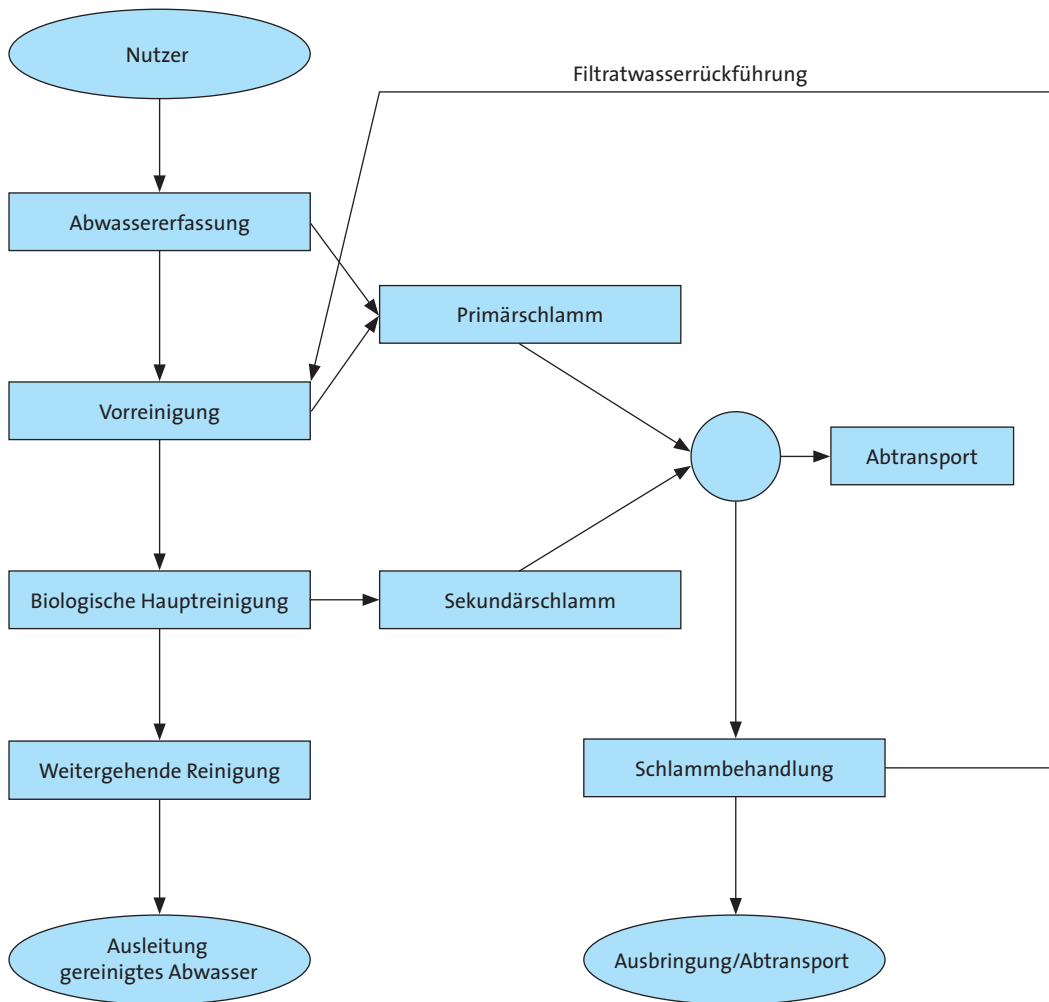 Nutzer
Filtratwasserrückführung
Abwassererfassung
Primärschlamm
Vorreinigung
Abtransport
Biologische Hauptreinigung
Sekundärschlamm
Weitergehende Reinigung
Schlammbehandlung
Ausleitung
gereinigtes Abwasser
Ausbringung/Abtransport